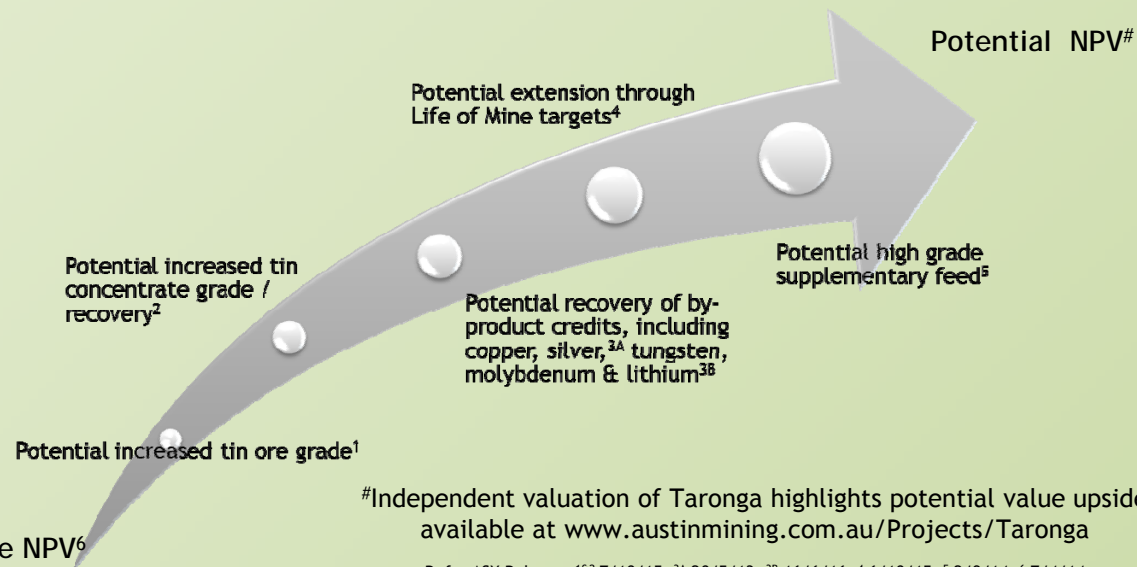 Potential NPV#
Potential extension through
Life of Mine targets4
Potential increased tin
concentrate grade /
recovery2
Potential high grade
supplementary feed5
Potential recovery of by-
product credits, including
copper, silver,3A tungsten,
molybdenum & lithium3B
Potential increased tin ore grade1
#Independent valuation of Taronga highlights potential value upside
available at www.austinmining.com.au/Projects/Taronga
NPV6